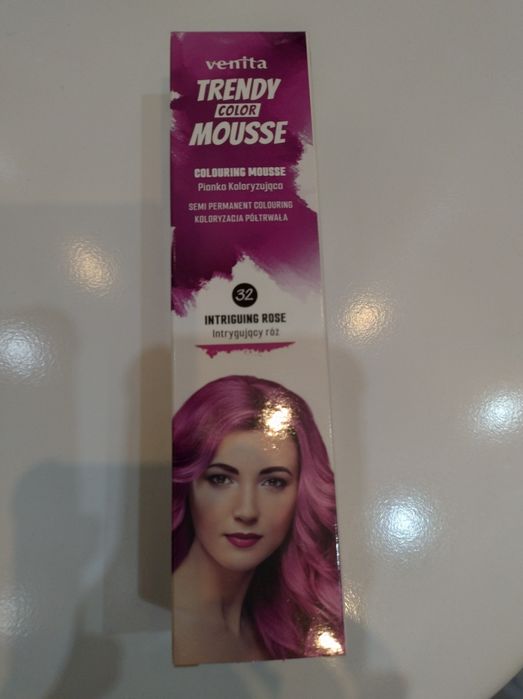 venita
TRENDY
COLOR
MOUSSE
COLOURING MOUSSE
Pianka Koloryzująca
SEMI PERMANENT COLOURING
KOLORYZACJA PÓŁTRWAŁA
32
INTRIGUING ROSE
Intrygujący róż